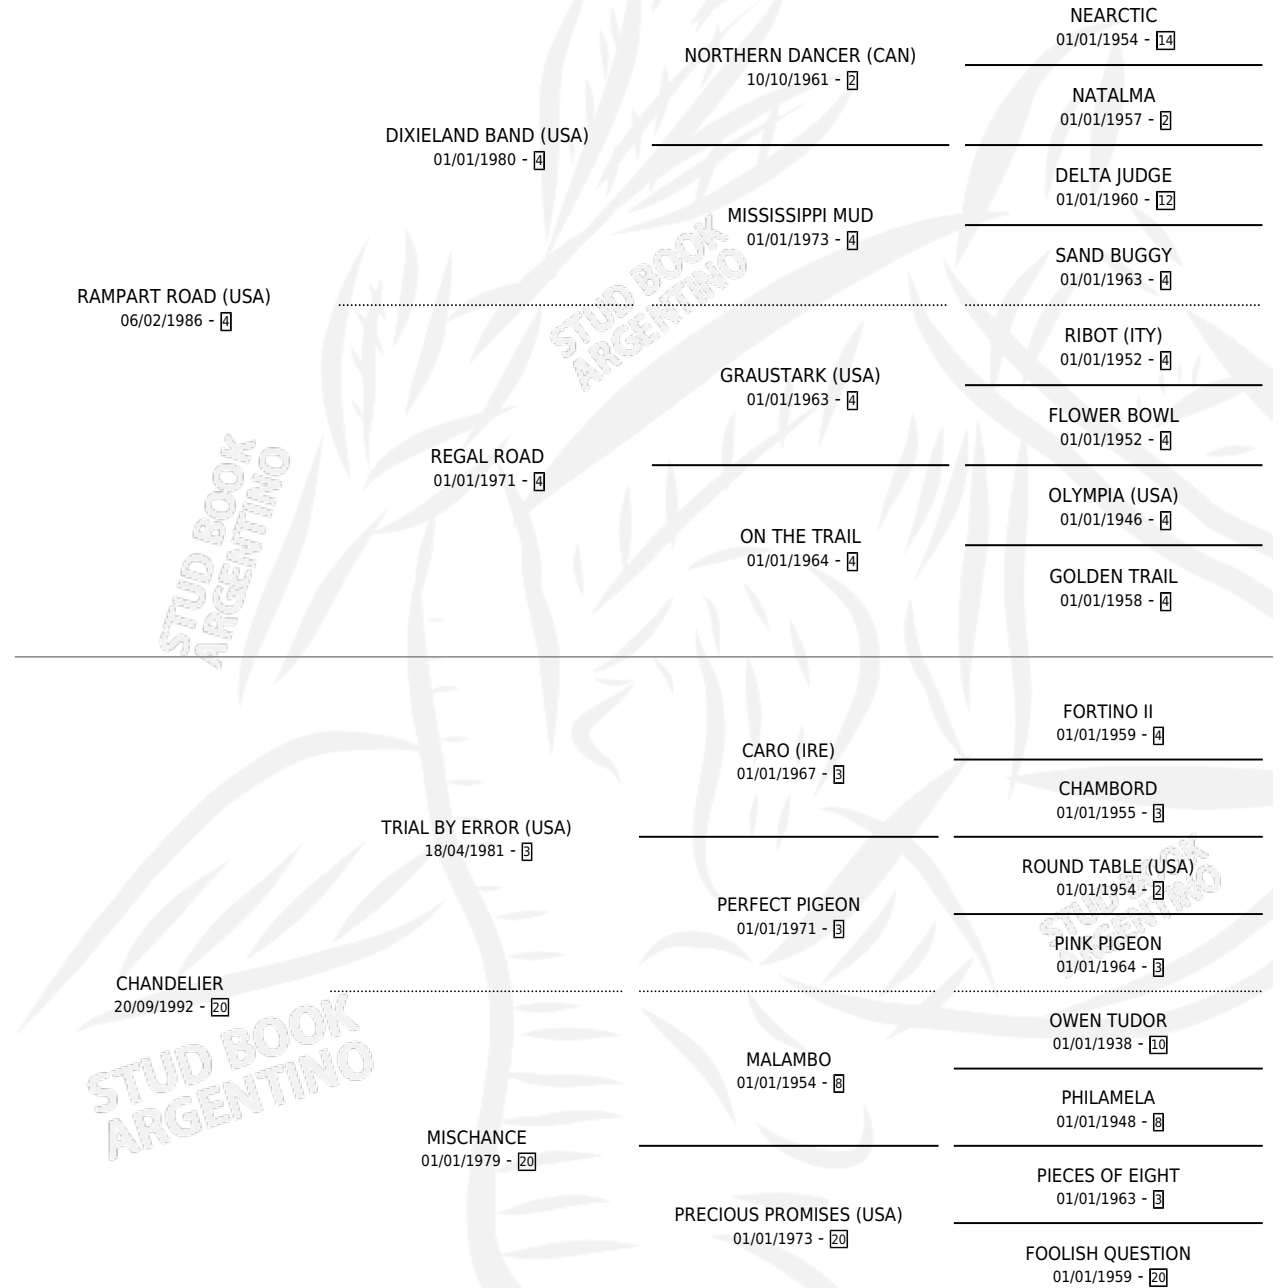 NEARCTIC
01/01/1954 - 14
NORTHERN DANCER (CAN)
10/10/1961 - 2
NATALMA
01/01/1957 - 2
DIXIELAND BAND (USA)
01/01/1980 - 4
DELTA JUDGE
01/01/1960 - 12
MISSISSIPPI MUD
01/01/1973 - 4
SAND BUGGY
01/01/1963 - 4
RAMPART ROAD (USA)
06/02/1986 - 4
STUD BOOK
ARGENTINO
RIBOT (ITY)
01/01/1952 - 4
GRAUSTARK (USA)
01/01/1963 - 4
FLOWER BOWL
01/01/1952 - 4
REGAL ROAD
01/01/1971 - 4
OLYMPIA (USA)
01/01/1946 - 4
ON THE TRAIL
01/01/1964 - 4
GOLDEN TRAIL
01/01/1958 - 4
STUD BOOK
ARGENTINO
FORTINO II
01/01/1959 - 4
CARO (IRE)
01/01/1967 - 3
CHAMBORD
01/01/1955 - 3
TRIAL BY ERROR (USA)
18/04/1981 - 3
ROUND TABLE (USA)
01/01/1954 - 2
PERFECT PIGEON
01/01/1971 - 3
STUD BOOK
ARGENTINO
PINK PIGEON
01/01/1964 - 3
CHANDELIER
20/09/1992 - 20
OWEN TUDOR
01/01/1938 - 10
MALAMBO
01/01/1954 - 8
PHILAMELA
01/01/1948 - 8
STUD BOOK
ARGENTINO
MISCHANCE
01/01/1979 - 20
PIECES OF EIGHT
01/01/1963 - 3
PRECIOUS PROMISES (USA)
01/01/1973 - 20
FOOLISH QUESTION
01/01/1959 - 20